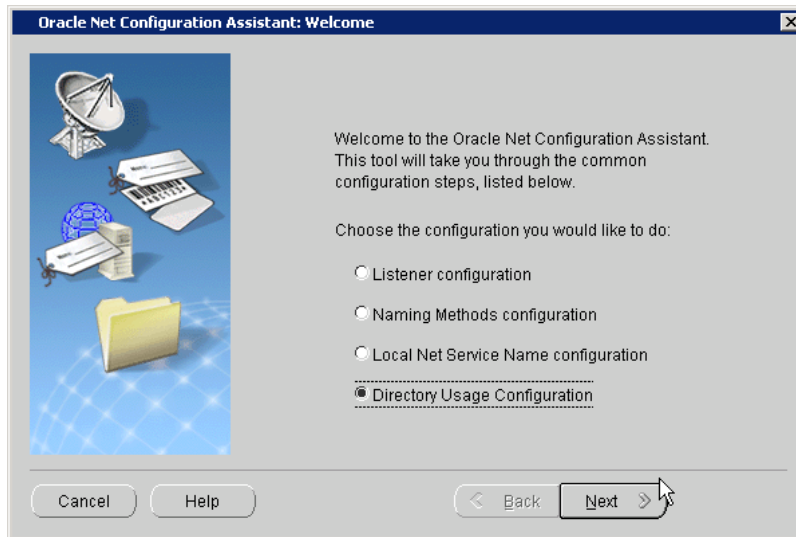 Oracle Net Configuration Assistant: Welcome
Welcome to the Oracle Net Configuration Assistant.
This tool will take you through the common
configuration steps, listed below.
Choose the configuration you would like to do:
Listener configuration
Naming Methods configuration
Local Net Service Name configuration
Directory Usage Configuration
Cancel
Help
Back
Next